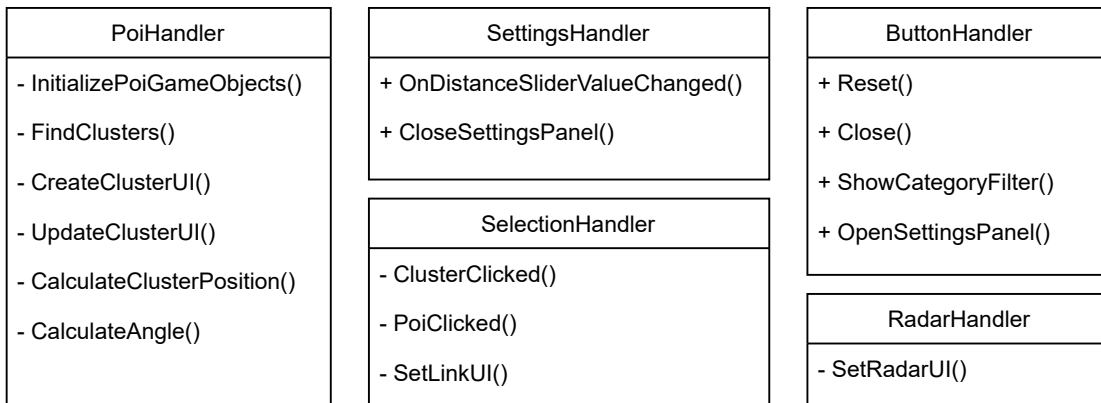 PoiHandler
- InitializePoiGameObjects()
- FindClusters()
- CreateClusterUI()
- UpdateClusterUI()
- CalculateClusterPosition()
- CalculateAngle()
SettingsHandler
+ OnDistanceSliderValueChanged()
+ CloseSettingsPanel()
SelectionHandler
- ClusterClicked()
- PoiClicked()
- SetLinkUI()
ButtonHandler
+ Reset()
+ Close()
+ ShowCategoryFilter()
+ OpenSettingsPanel()
RadarHandler
- SetRadarUI()